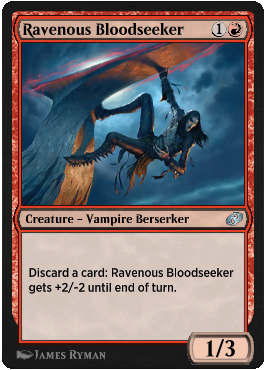 Ravenous Bloodseeker 1
Creature – Vampire Berserker
Discard a card: Ravenous Bloodseeker
gets +2/-2 until end of turn.
1/3
James Ryman